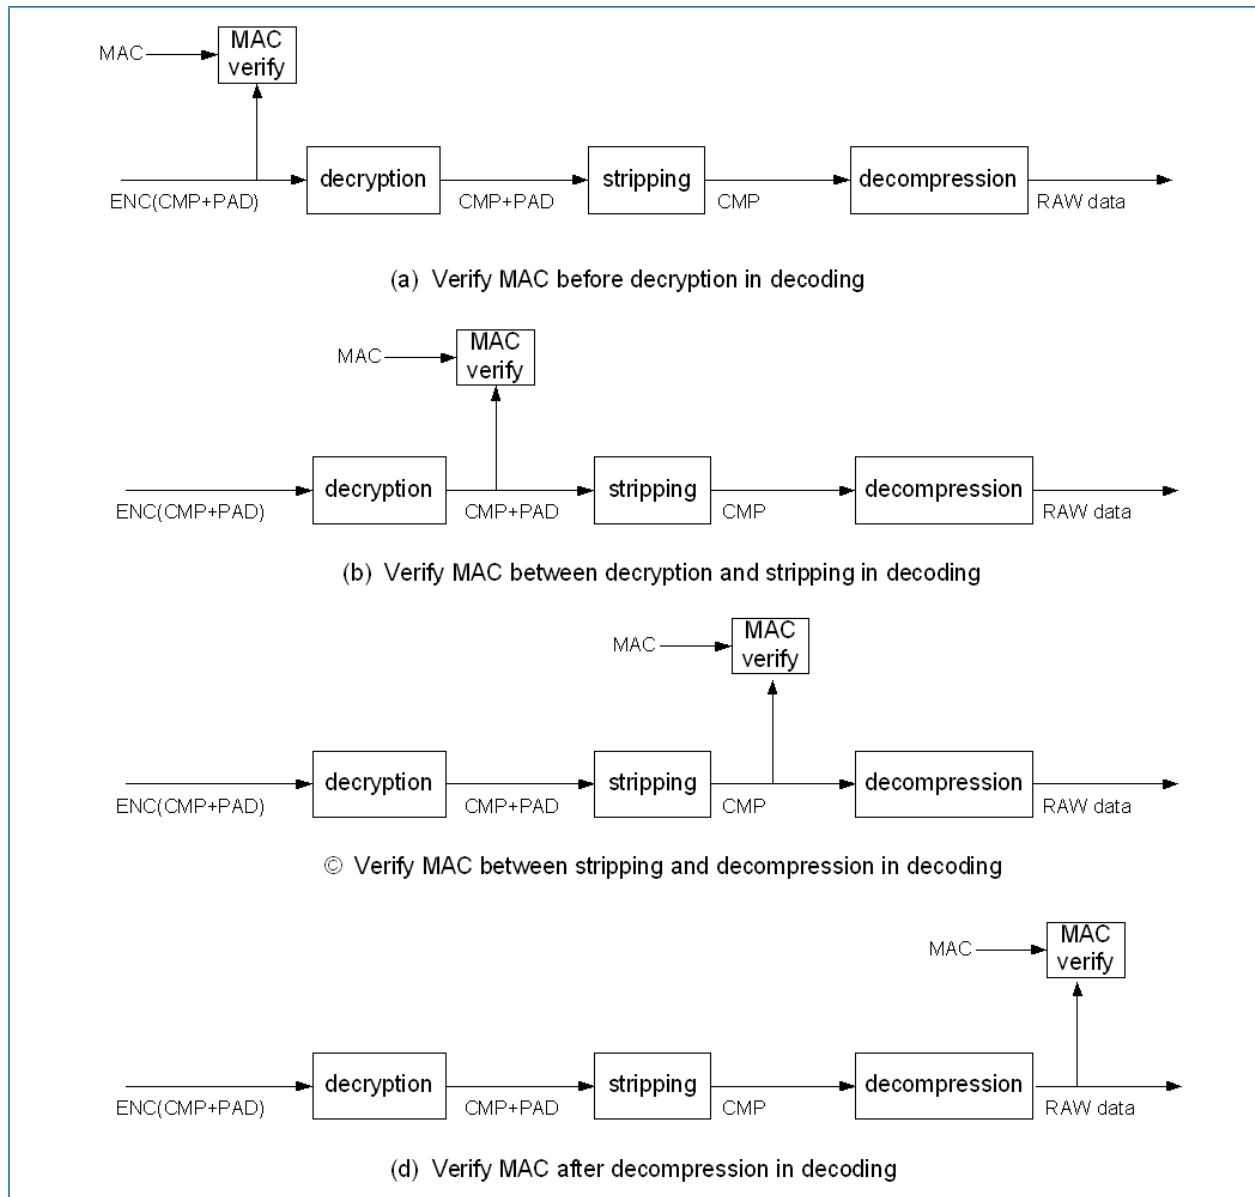 MAC
MAC
verify
decryption
stripping
decompression
ENC(CMP+PAD)
CMP+PAD
CMP
RAW data
(a) Verify MAC before decryption in decoding
MAC
MAC
verify
decryption
stripping
decompression
ENC(CMP+PAD)
CMP+PAD
CMP
RAW data
(b) Verify MAC between decryption and stripping in decoding
MAC
MAC
verify
decryption
stripping
decompression
ENC(CMP+PAD)
CMP+PAD
CMP
RAW data
© Verify MAC between stripping and decompression in decoding
MAC
MAC
verify
decryption
stripping
decompression
ENC(CMP+PAD)
CMP+PAD
CMP
RAW data
(d) Verify MAC after decompression in decoding